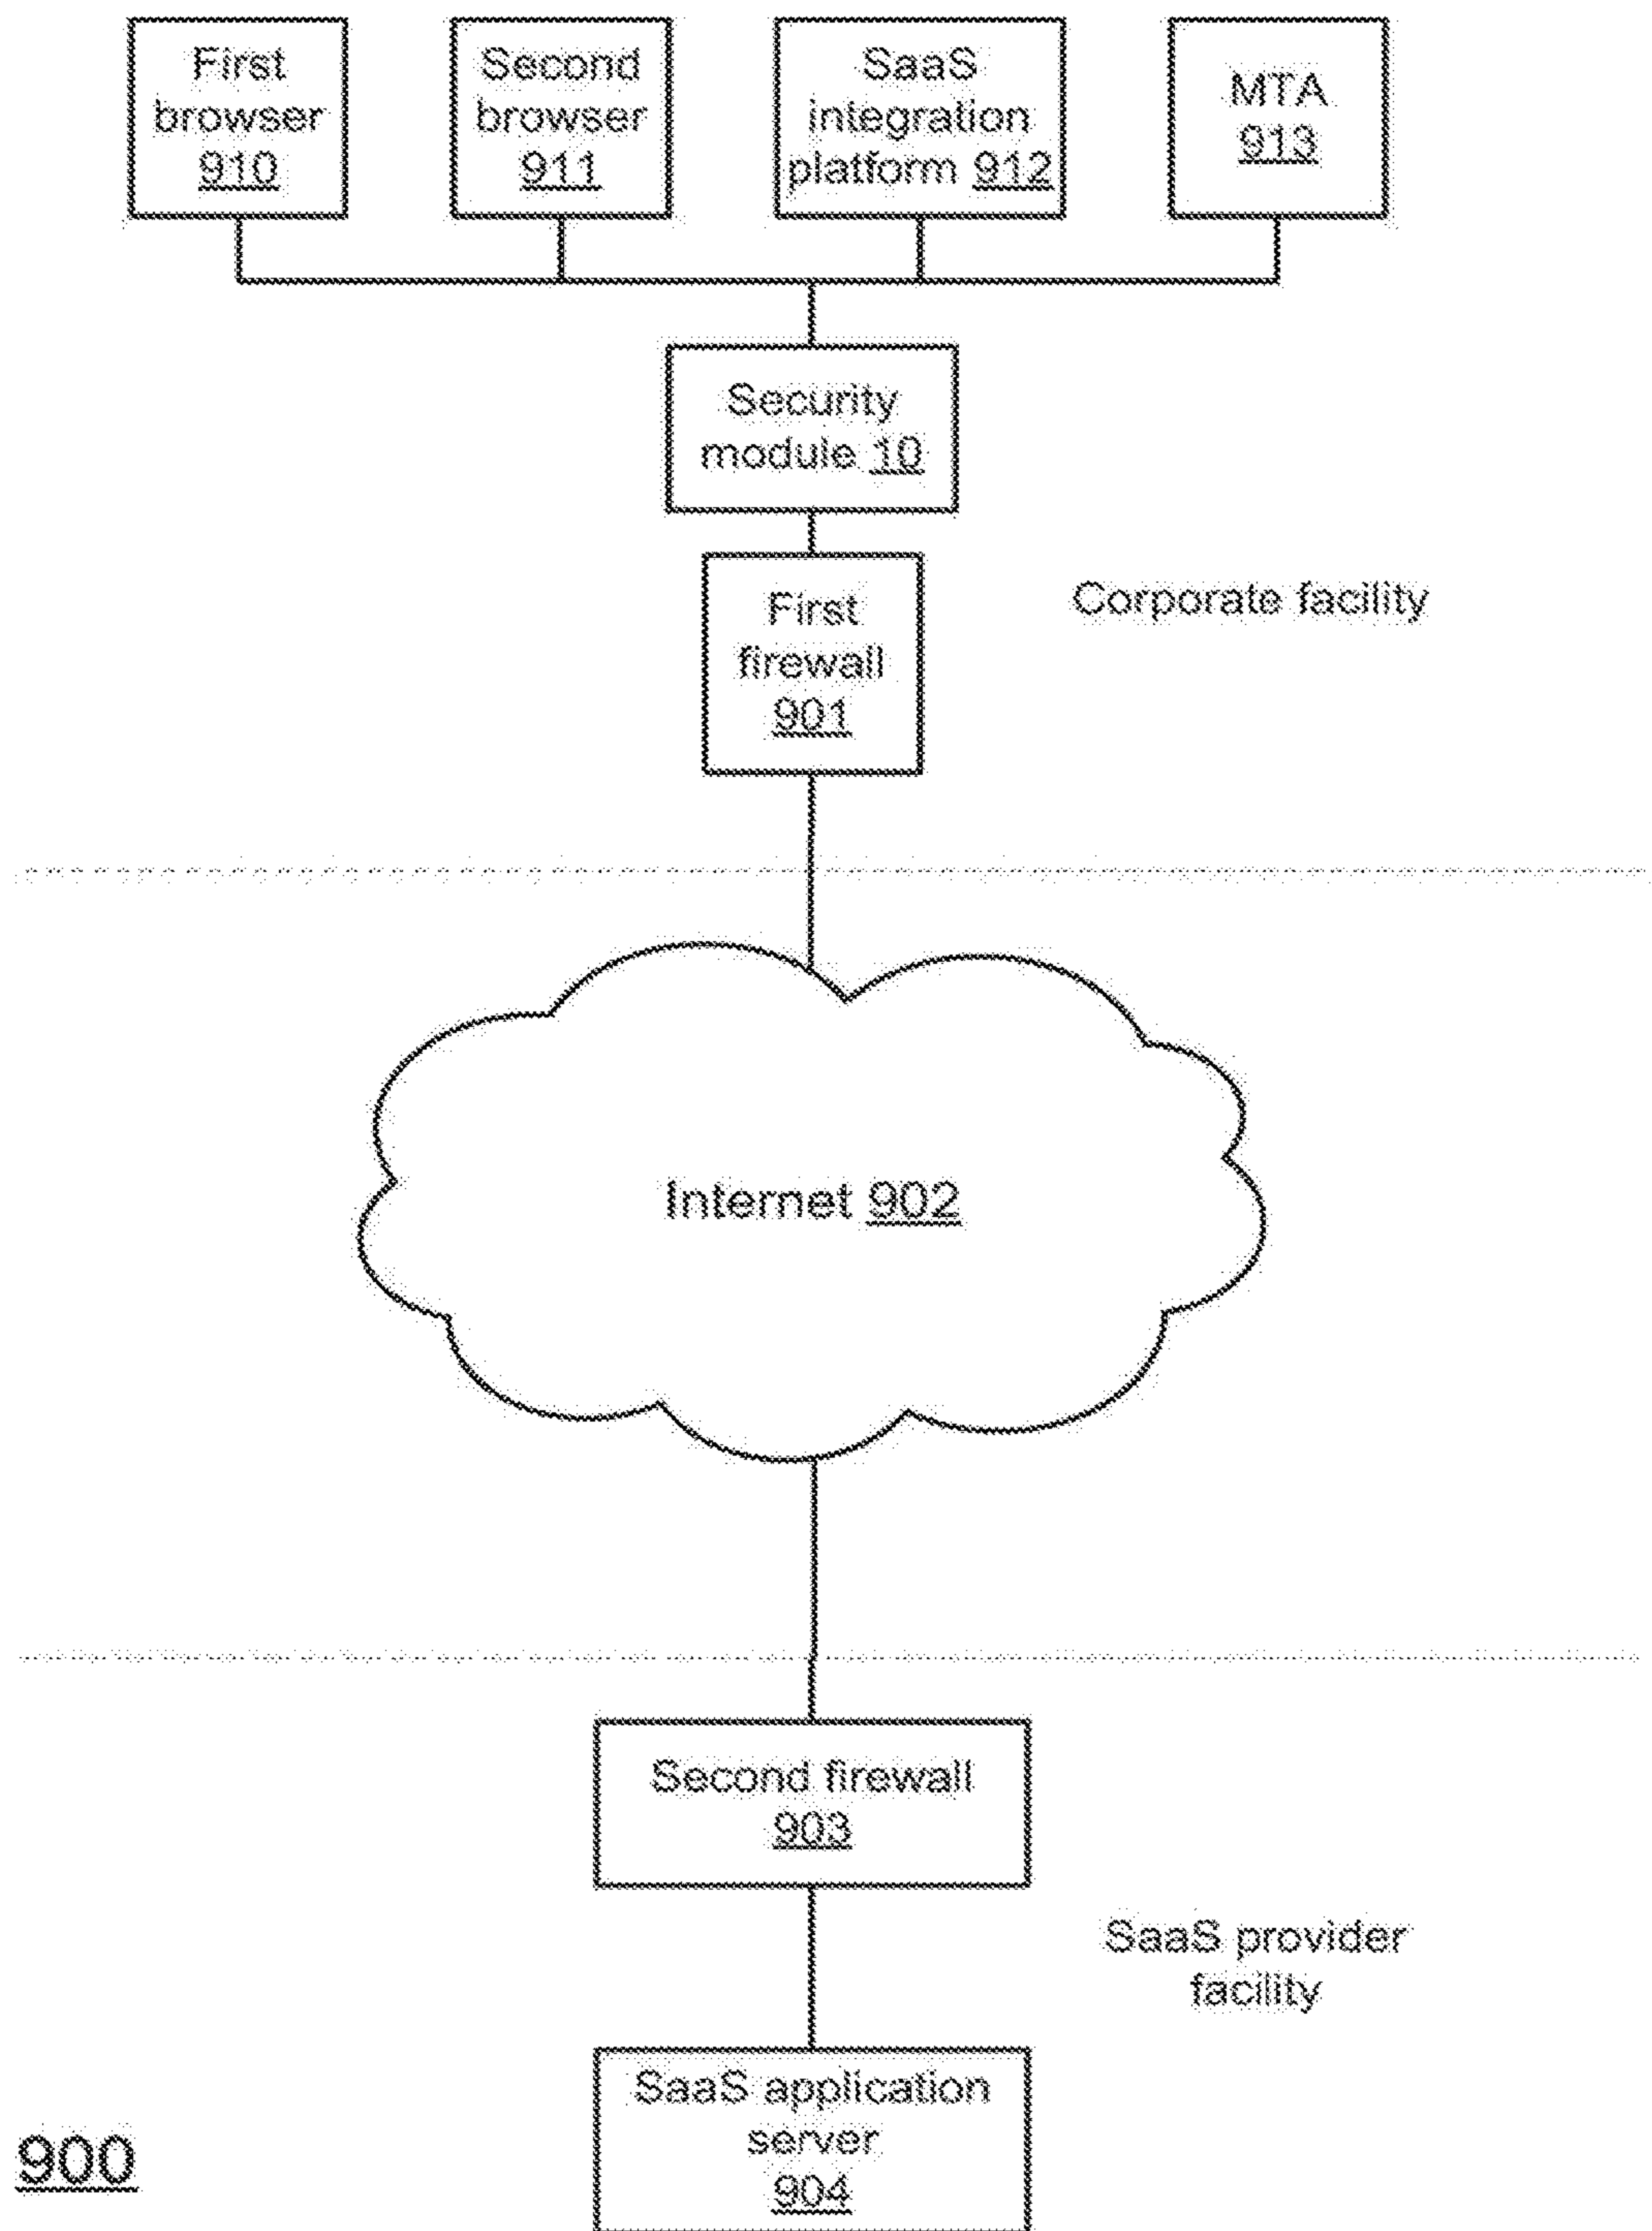 First
browser
910
Second
browser
911
SaaS
integration
platform 912
MTA
913
Security
module 10
First
firewall
901
Corporate facility
Internet 902
Second firewall
903
SaaS provider
facility
SaaS application
server
904
900